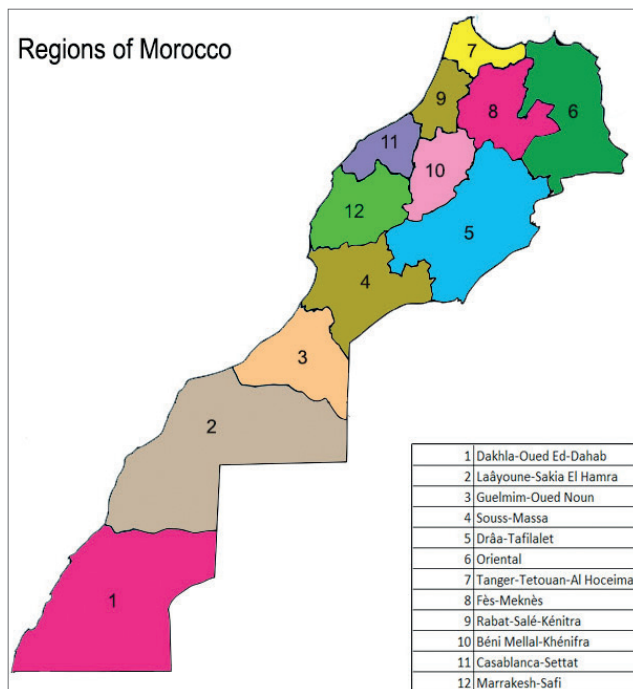 Regions of Morocco
7
9
8
6
11
10
12
5
4
3
2
1
1 Dakhla-Oued Ed-Dahab
2 Laâyoune-Sakia El Hamra
3 Guelmim-Oued Noun
4 Souss-Massa
5 Drâa-Tafilalet
6 Oriental
7 Tanger-Tetouan-Al Hoceima
8 Fès-Meknès
9 Rabat-Salé-Kénitra
10 Béni Mellal-Khénifra
11 Casablanca-Settat
12 Marrakesh-Safi